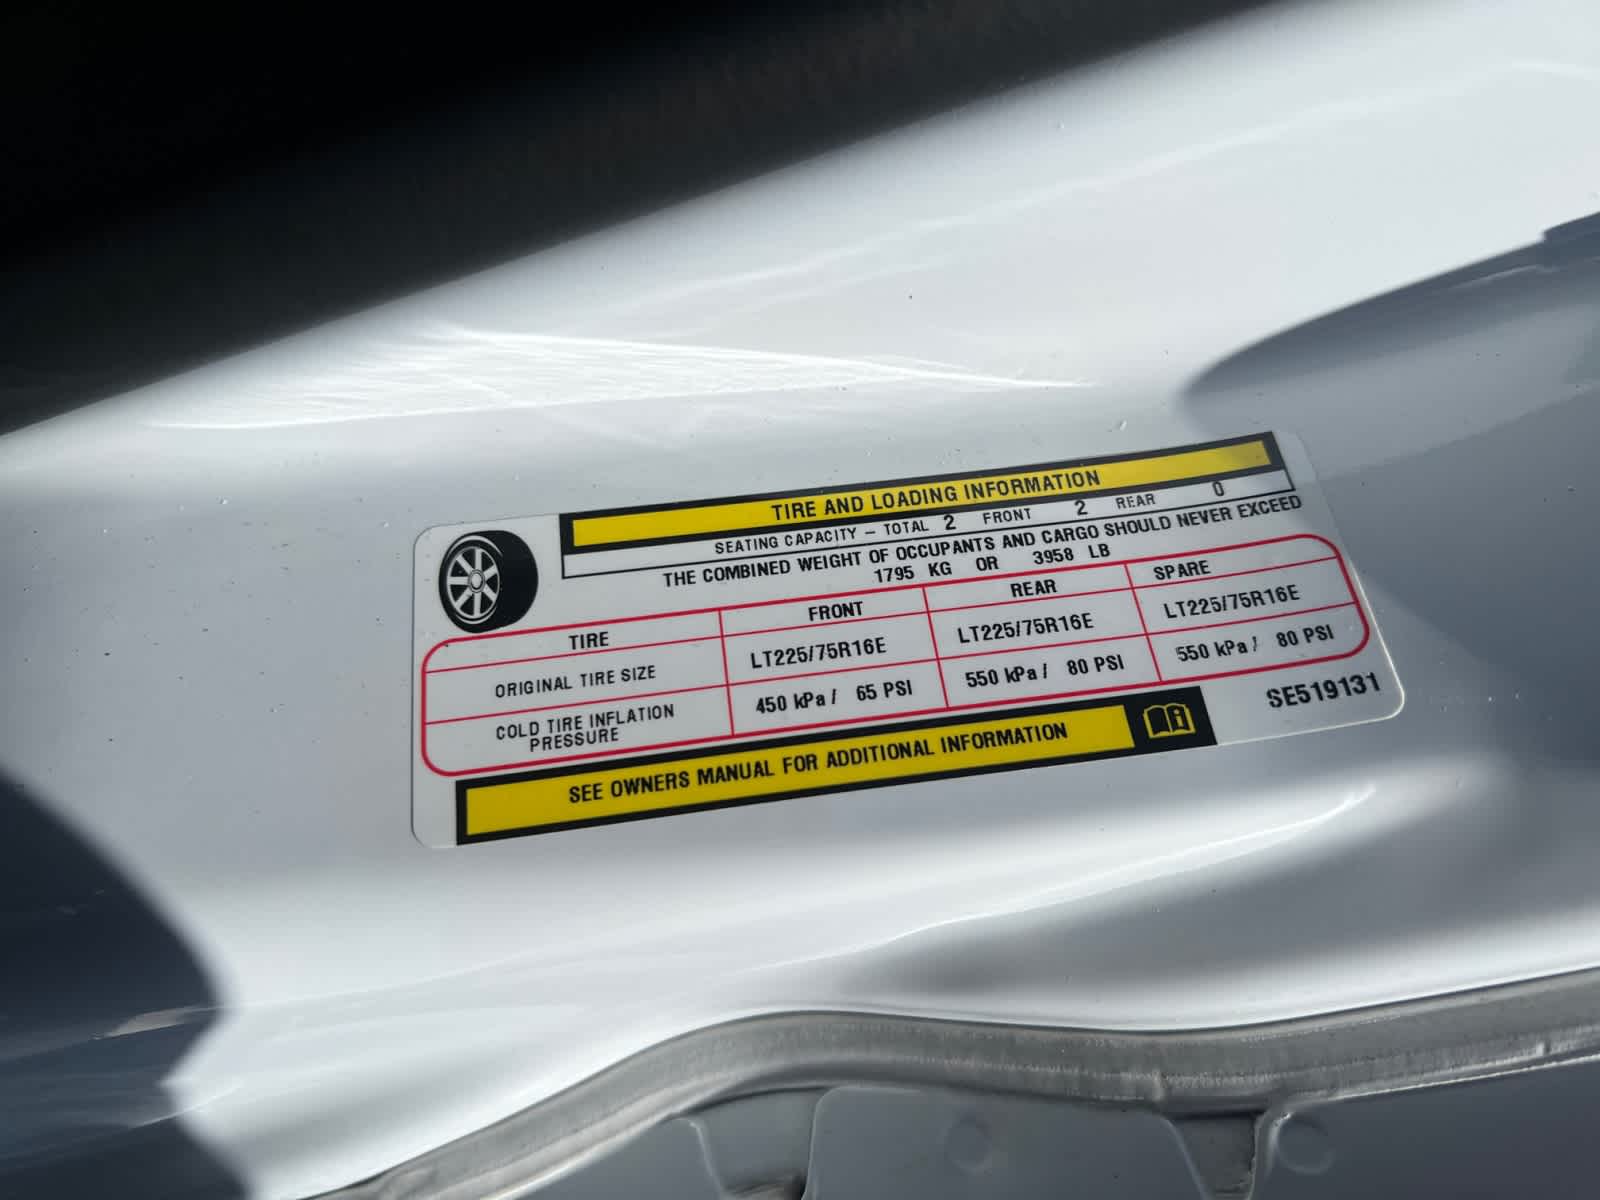 TIRE AND LOADING INFORMATION
SEATING CAPACITY – TOTAL 2 FRONT 2 REAR 0
THE COMBINED WEIGHT OF OCCUPANTS AND CARGO SHOULD NEVER EXCEED
1795 KG OR 3958 LB
TIRE FRONT REAR SPARE
ORIGINAL TIRE SIZE LT225/75R16E LT225/75R16E LT225/75R16E
COLD TIRE INFLATION
PRESSURE 450 kPa / 65 PSI 550 kPa / 80 PSI 550 kPa / 80 PSI
SEE OWNERS MANUAL FOR ADDITIONAL INFORMATION
SE519131